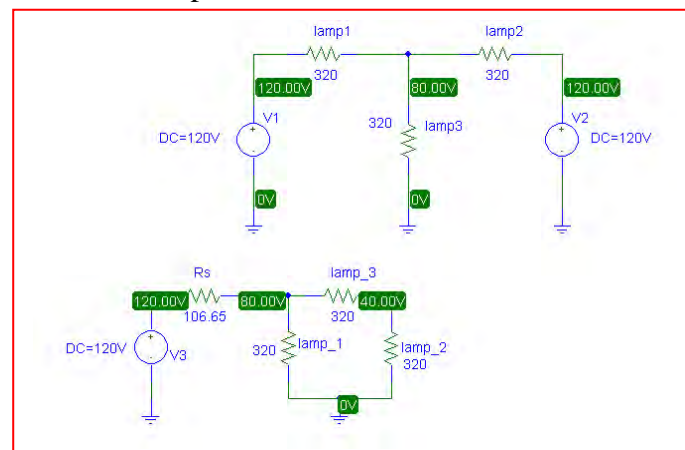 lamp1
lamp2
320
320
120.00V
80.00V
120.00V
V1
320
lamp3
V2
DC=120V
DC=120V
+
-
+
-
0V
0V
Rs
lamp_3
120.00V
80.00V
40.00V
106.65
320
DC=120V
+
-
V3
lamp_1
320
lamp_2
320
0V